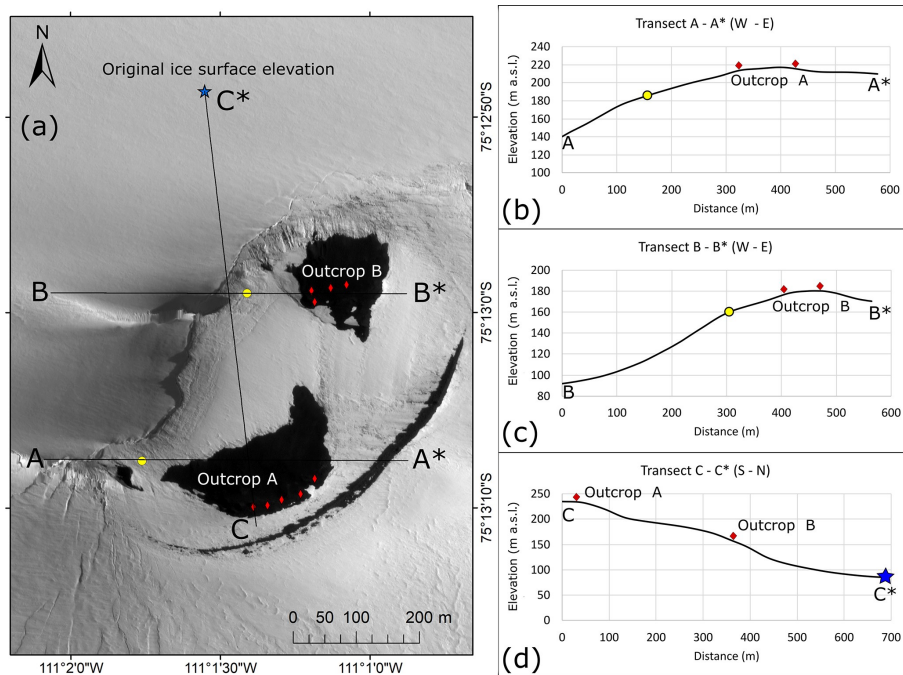 N
Original ice surface elevation
C*
(a)
75°12'50"S
Outcrop B
B
B*
75°13'0"S
A
A*
Outcrop A
C
75°13'10"S
0 50 100 200 m
111°2'0"W 111°1'30"W 111°1'0"W
Transect A - A* (W - E)
Elevation (m a.s.l.)
240
220
200
180
160
140
120
100
Outcrop A
A
A*
0 100 200 300 400 500 600 700
Distance (m)
(b)
Transect B - B* (W - E)
Elevation (m a.s.l.)
200
180
160
140
120
100
80
Outcrop B
B
B*
0 100 200 300 400 500 600 700
Distance (m)
(c)
Transect C - C* (S - N)
Elevation (m a.s.l.)
250
200
150
100
50
0
Outcrop A
C
Outcrop B
C*
0 100 200 300 400 500 600 700
Distance (m)
(d)